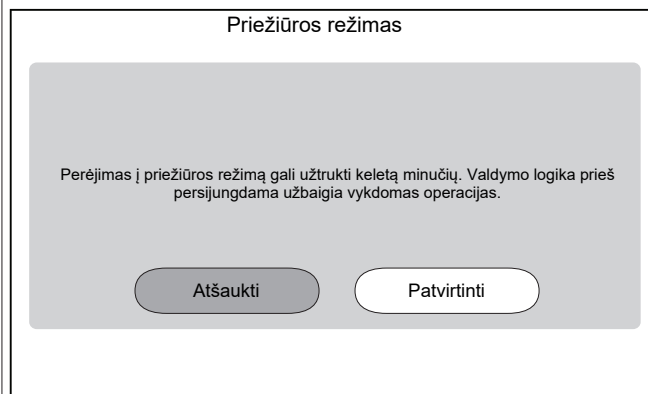 Priežiūros režimas
Perėjimas į priežiūros režimą gali užtrukti keletą minučių. Valdymo logika prieš
persijungdama užbaigia vykdomas operacijas.
Atšaukti
Patvirtinti